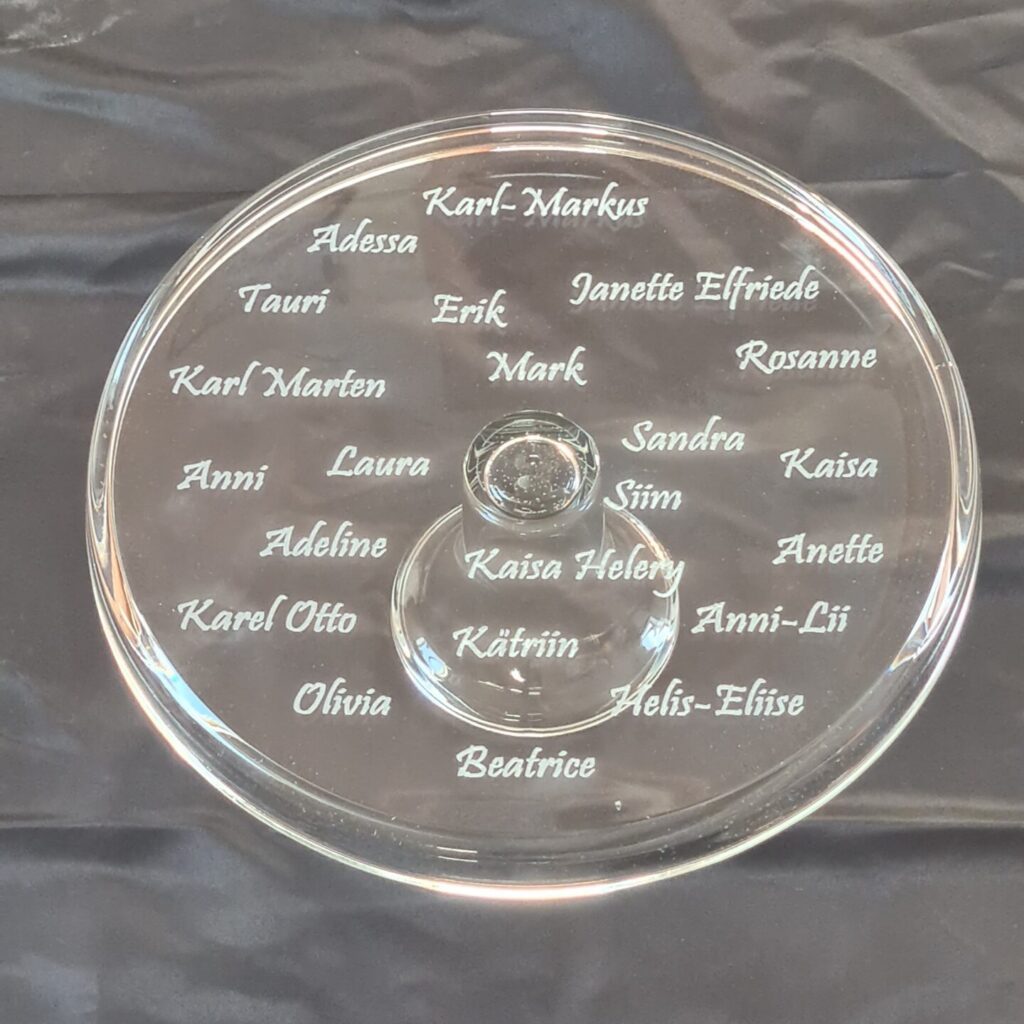 Karl-Markus
Adessa
Janette Elfriede
Tauri
Erik
Rosanne
Mark
Karl Marten
Sandra
Laura
Kaisa
Anni
Siim
Adeline
Anette
Kaisa Helery
Karel Otto
Anni-Lii
Kätriin
Olivia
Helis-Eliise
Beatrice